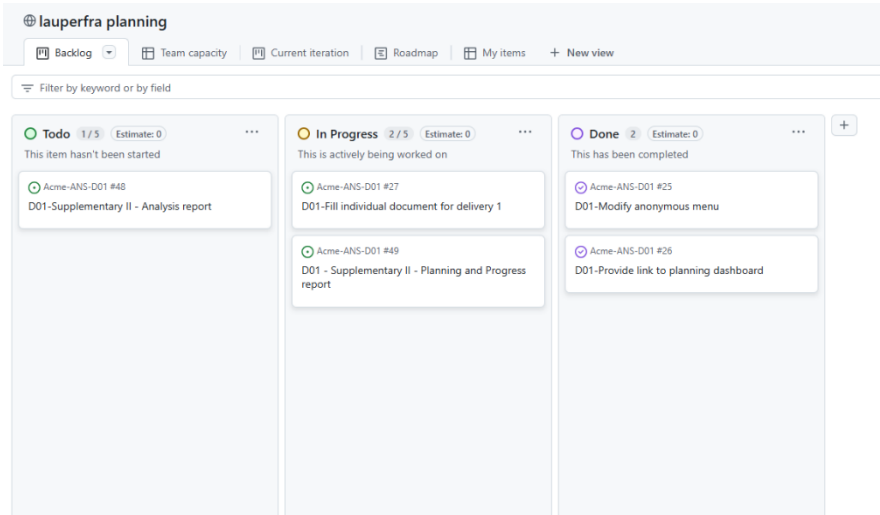 lauperfra planning
Backlog
Team capacity
Current iteration
Roadmap
My items
+ New view
Filter by keyword or by field
Todo 1 / 5 Estimate: 0
This item hasn't been started
Acme-ANS-D01 #48
D01-Supplementary II - Analysis report
In Progress 2 / 5 Estimate: 0
This is actively being worked on
Acme-ANS-D01 #27
D01-Fill individual document for delivery 1
Acme-ANS-D01 #49
D01 - Supplementary II - Planning and Progress
report
Done 2 Estimate: 0
This has been completed
Acme-ANS-D01 #25
D01-Modify anonymous menu
Acme-ANS-D01 #26
D01-Provide link to planning dashboard